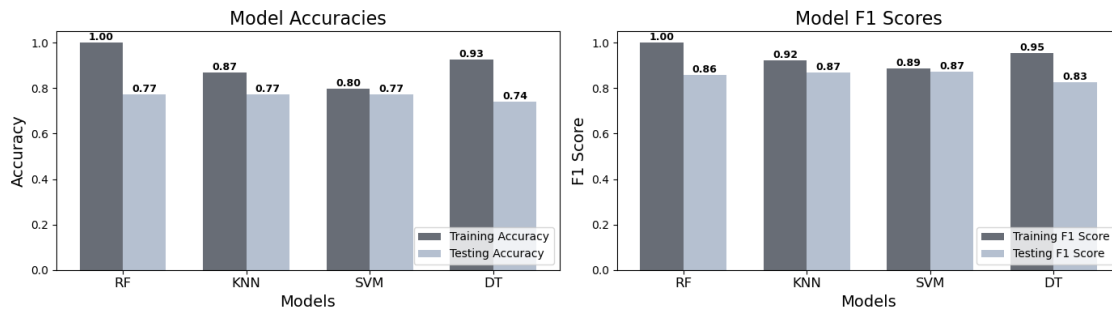 Model Accuracies
1.00
0.87
0.77
0.77
0.80
0.77
0.93
0.74
1.0
0.8
0.6
0.4
0.2
0.0
Accuracy
Training Accuracy
Testing Accuracy
RF KNN SVM DT
Models
Model F1 Scores
1.00
0.86
0.92
0.87
0.89
0.87
0.95
0.83
1.0
0.8
0.6
0.4
0.2
0.0
F1 Score
Training F1 Score
Testing F1 Score
RF KNN SVM DT
Models